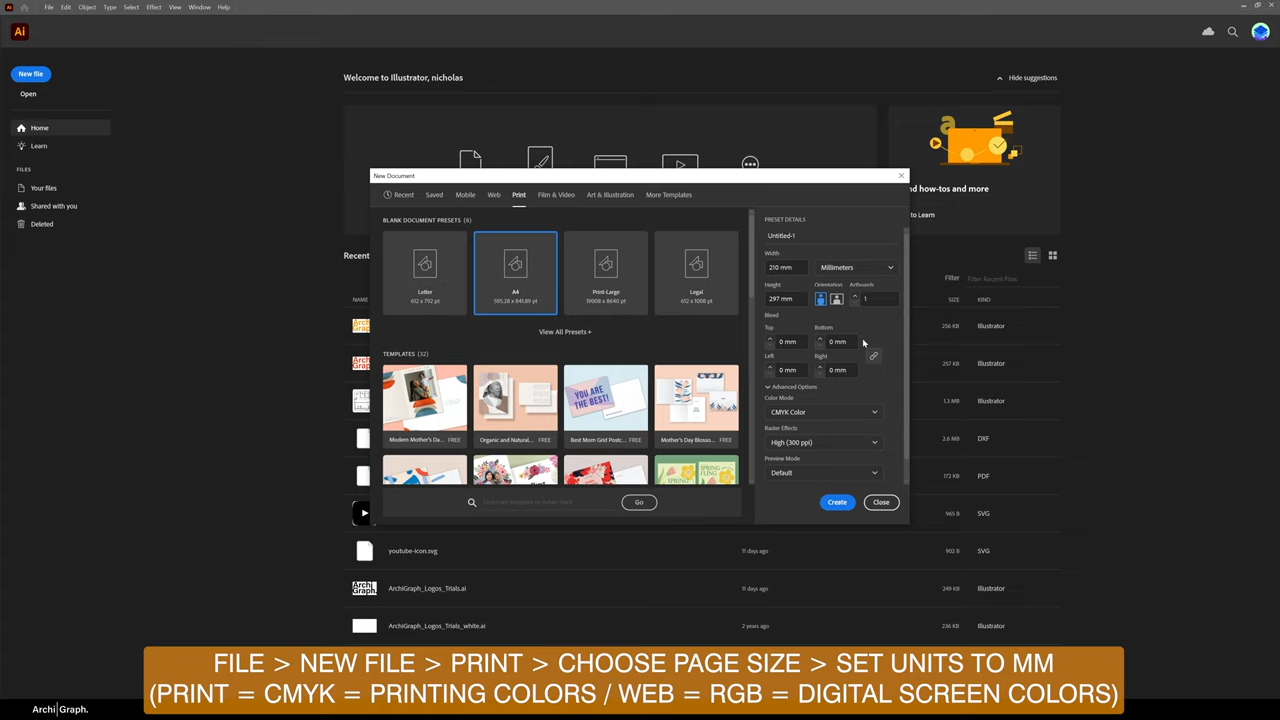 Ai File Edit Object Type Select Effect View Window Help
Ai
New file
Welcome to Illustrator, nicholas
Hide suggestions
Open
Home
Learn
FILES
Your files
Shared with you
Deleted
New Document
Recent Saved Mobile Web Print Film & Video Art & Illustration More Templates
BLANK DOCUMENT PRESETS (8)
Letter
612 x 792 pt
A4
595.28 x 841.89 pt
Print-Large
19008 x 8640 pt
Legal
612 x 1008 pt
View All Presets +
TEMPLATES (32)
YOU ARE
THE BEST!
Modern Mother's Da... FREE
Organic and Natural... FREE
Best Mom Grid Postc... FREE
Mother's Day Blosso... FREE
SPRING
FLING
Go
PRESET DETAILS
Untitled-1
Width
210 mm Millimeters
Height Orientation Artboards
297 mm 1
Bleed
Top Bottom
0 mm 0 mm
Left Right
0 mm 0 mm
Advanced Options
Color Mode
CMYK Color
Raster Effects
High (300 ppi)
Preview Mode
Default
Create Close
nd how-tos and more
to Learn
Recent
Filter Recent Files
NAME SIZE KIND
256 KB Illustrator
257 KB Illustrator
1.3 MB Illustrator
2.6 MB DXF
PDF
965 B SVG
youtube-icon.svg 11 days ago 902 B SVG
Archi
Graph.
ArchiGraph_Logos_Trials.ai 11 days ago 249 KB Illustrator
ArchiGraph_Logos_Trials_white.ai 2 years ago 236 KB Illustrator
FILE > NEW FILE > PRINT > CHOOSE PAGE SIZE > SET UNITS TO MM
(PRINT = CMYK = PRINTING COLORS / WEB = RGB = DIGITAL SCREEN COLORS)
Archi|Graph.